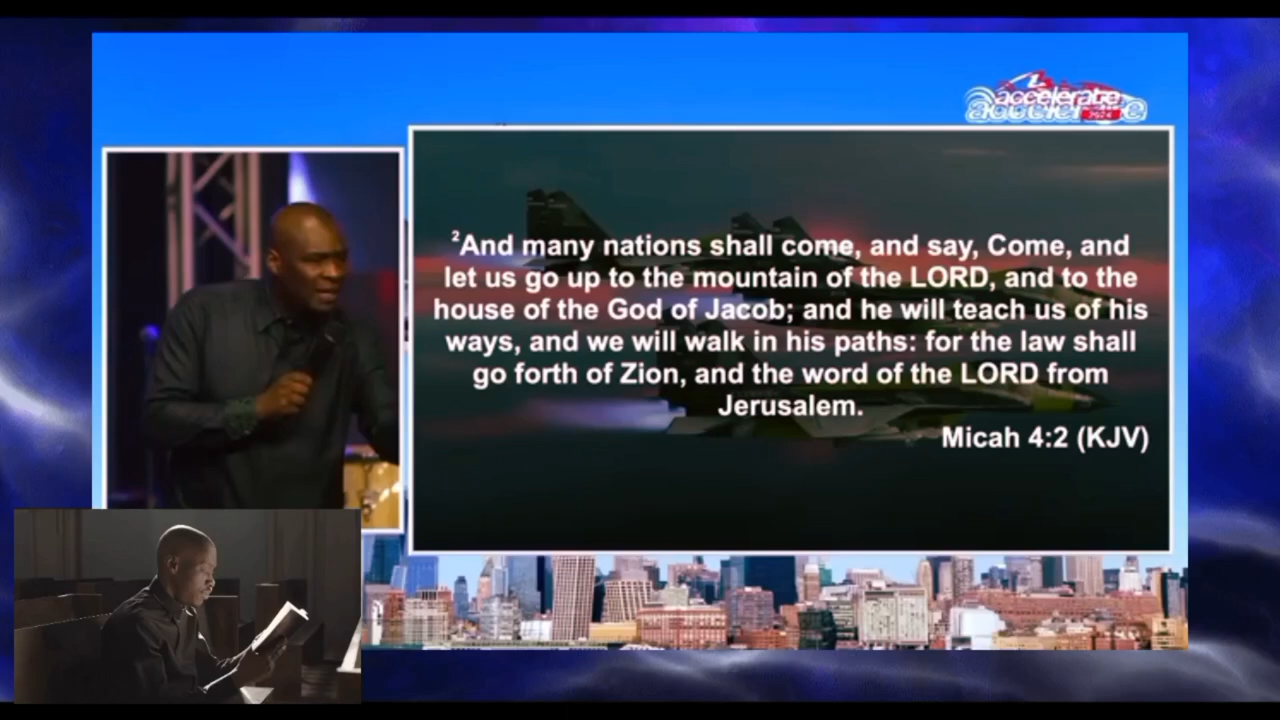 accelerate
2024
²And many nations shall come, and say, Come, and
let us go up to the mountain of the LORD, and to the
house of the God of Jacob; and he will teach us of his
ways, and we will walk in his paths: for the law shall
go forth of Zion, and the word of the LORD from
Jerusalem.
Micah 4:2 (KJV)